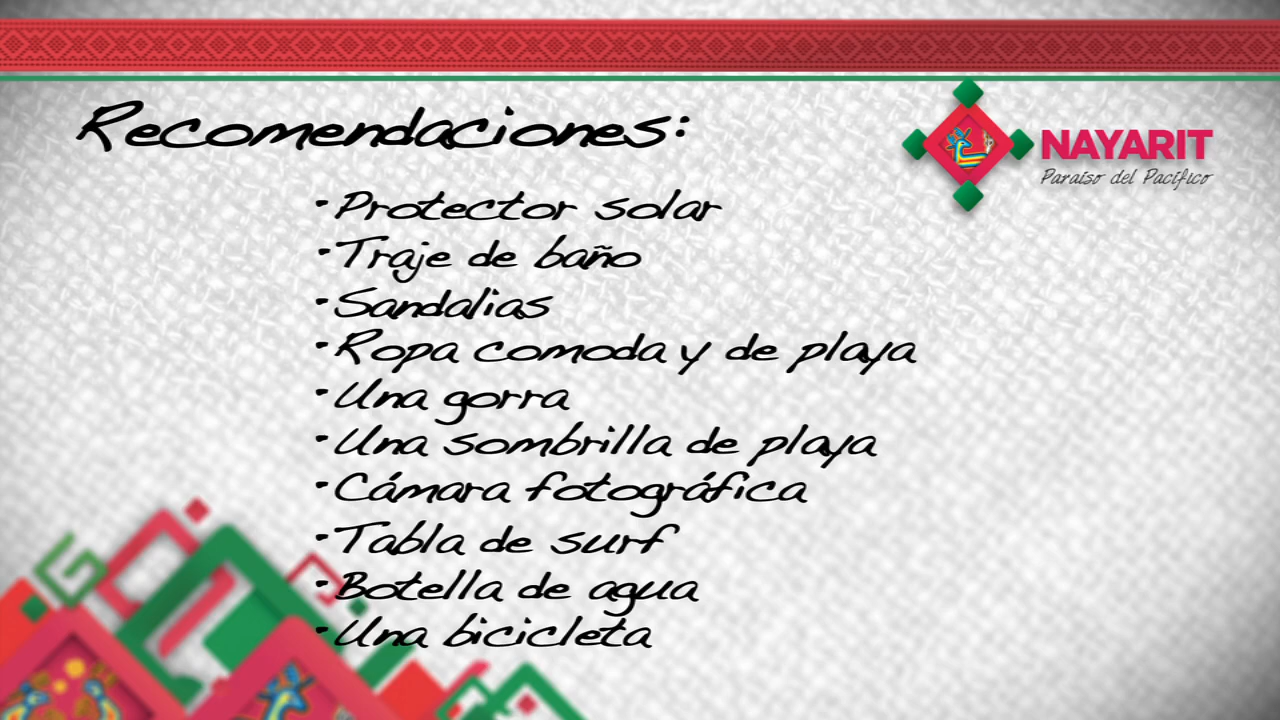 Recomendaciones:
NAYARIT
Paraíso del Pacífico
·Protector solar
·Traje de baño
·Sandalias
·Ropa comoda y de playa
·Una gorra
·Una sombrilla de playa
·Cámara fotográfica
·Tabla de surf
·Botella de agua
·Una bicicleta